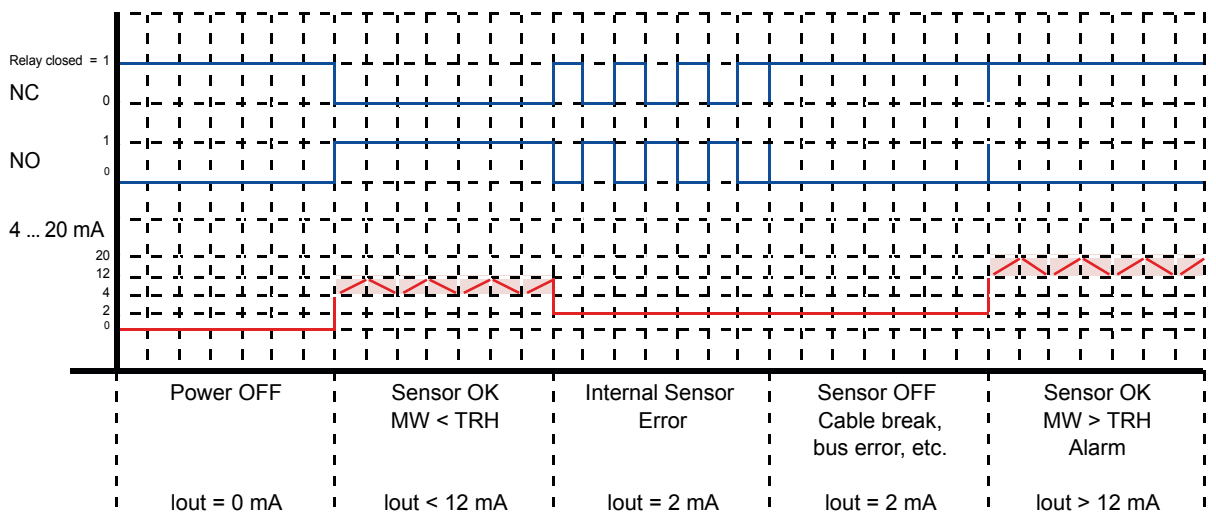 Relay closed = 1
NC
0
1
NO
0
4 ... 20 mA
20
12
4
2
0
Power OFF
Sensor OK
MW < TRH
Internal Sensor
Error
Sensor OFF
Cable break,
bus error, etc.
Sensor OK
MW > TRH
Alarm
Iout = 0 mA
Iout < 12 mA
Iout = 2 mA
Iout = 2 mA
Iout > 12 mA